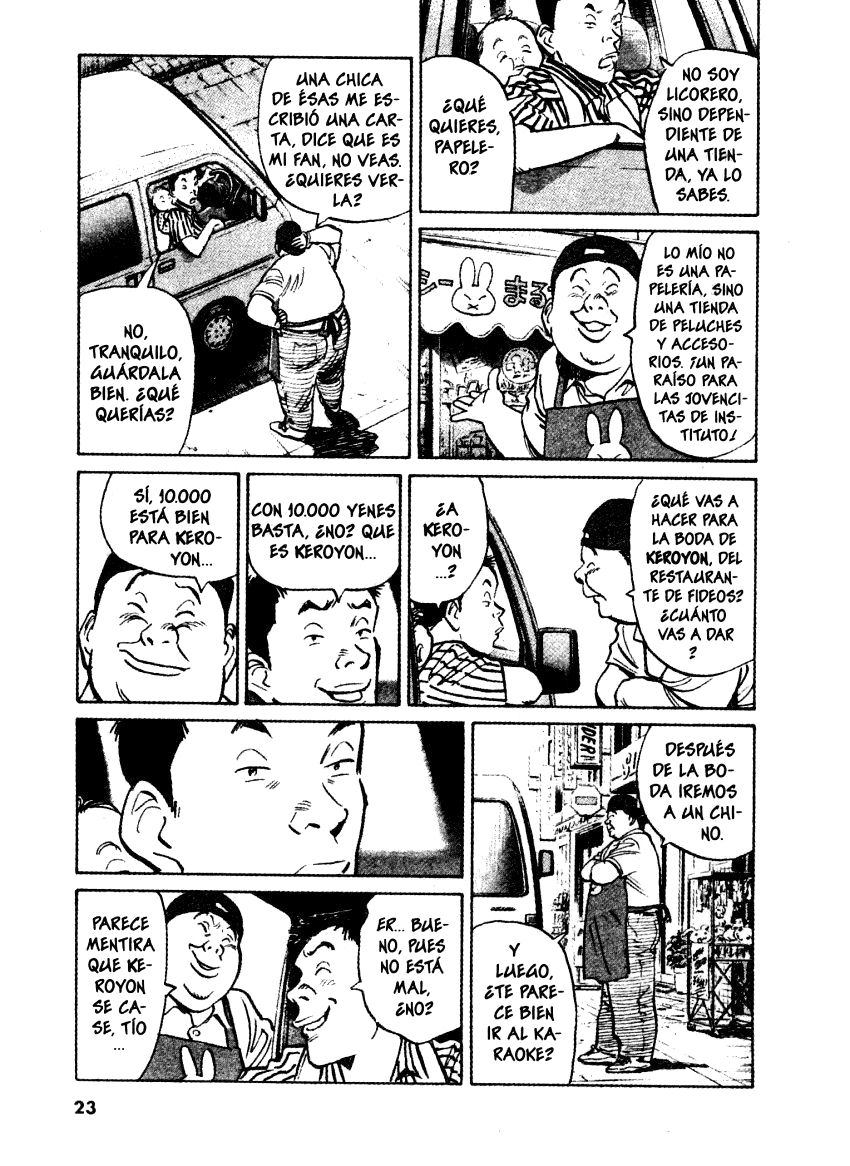 NO SOY
LICORERO,
SINO DEPEN-
DIENTE DE
UNA TIEN-
DA, YA LO
SABES.
¿QUÉ
QUIERES,
PAPELE-
RO?
LO MÍO NO
ES UNA PA-
PELERÍA, SINO
UNA TIENDA
DE PELUCHES
Y ACCESO-
RIOS. ¡UN PA-
RAÍSO PARA
LAS JOVENCI-
TAS DE INS-
TITUTO!
UNA CHICA
DE ÉSAS ME ES-
CRIBIÓ UNA CAR-
TA, DICE QUE ES
MI FAN, NO VEAS.
¿QUIERES VER-
LA?
NO,
TRANQUILO,
GUÁRDALA
BIEN. ¿QUÉ
QUERÍAS?
¿QUÉ VAS A
HACER PARA
LA BODA DE
KEROYON, DEL
RESTAURAN-
TE DE FIDEOS?
¿CUÁNTO
VAS A DAR
?
¿A
KERO-
YON
...?
CON 10.000 YENES
BASTA, ¿NO? QUE
ES KEROYON...
SÍ, 10.000
ESTÁ BIEN
PARA KERO-
YON...
DESPUÉS
DE LA BO-
DA IREMOS
A UN CHI-
NO.
Y
LUEGO,
¿TE PARE-
CE BIEN
IR AL KA-
RAOKE?
ER... BUE-
NO, PUES
NO ESTÁ
MAL,
¿NO?
PARECE
MENTIRA
QUE KE-
ROYON
SE CA-
SE, TÍO
...
23